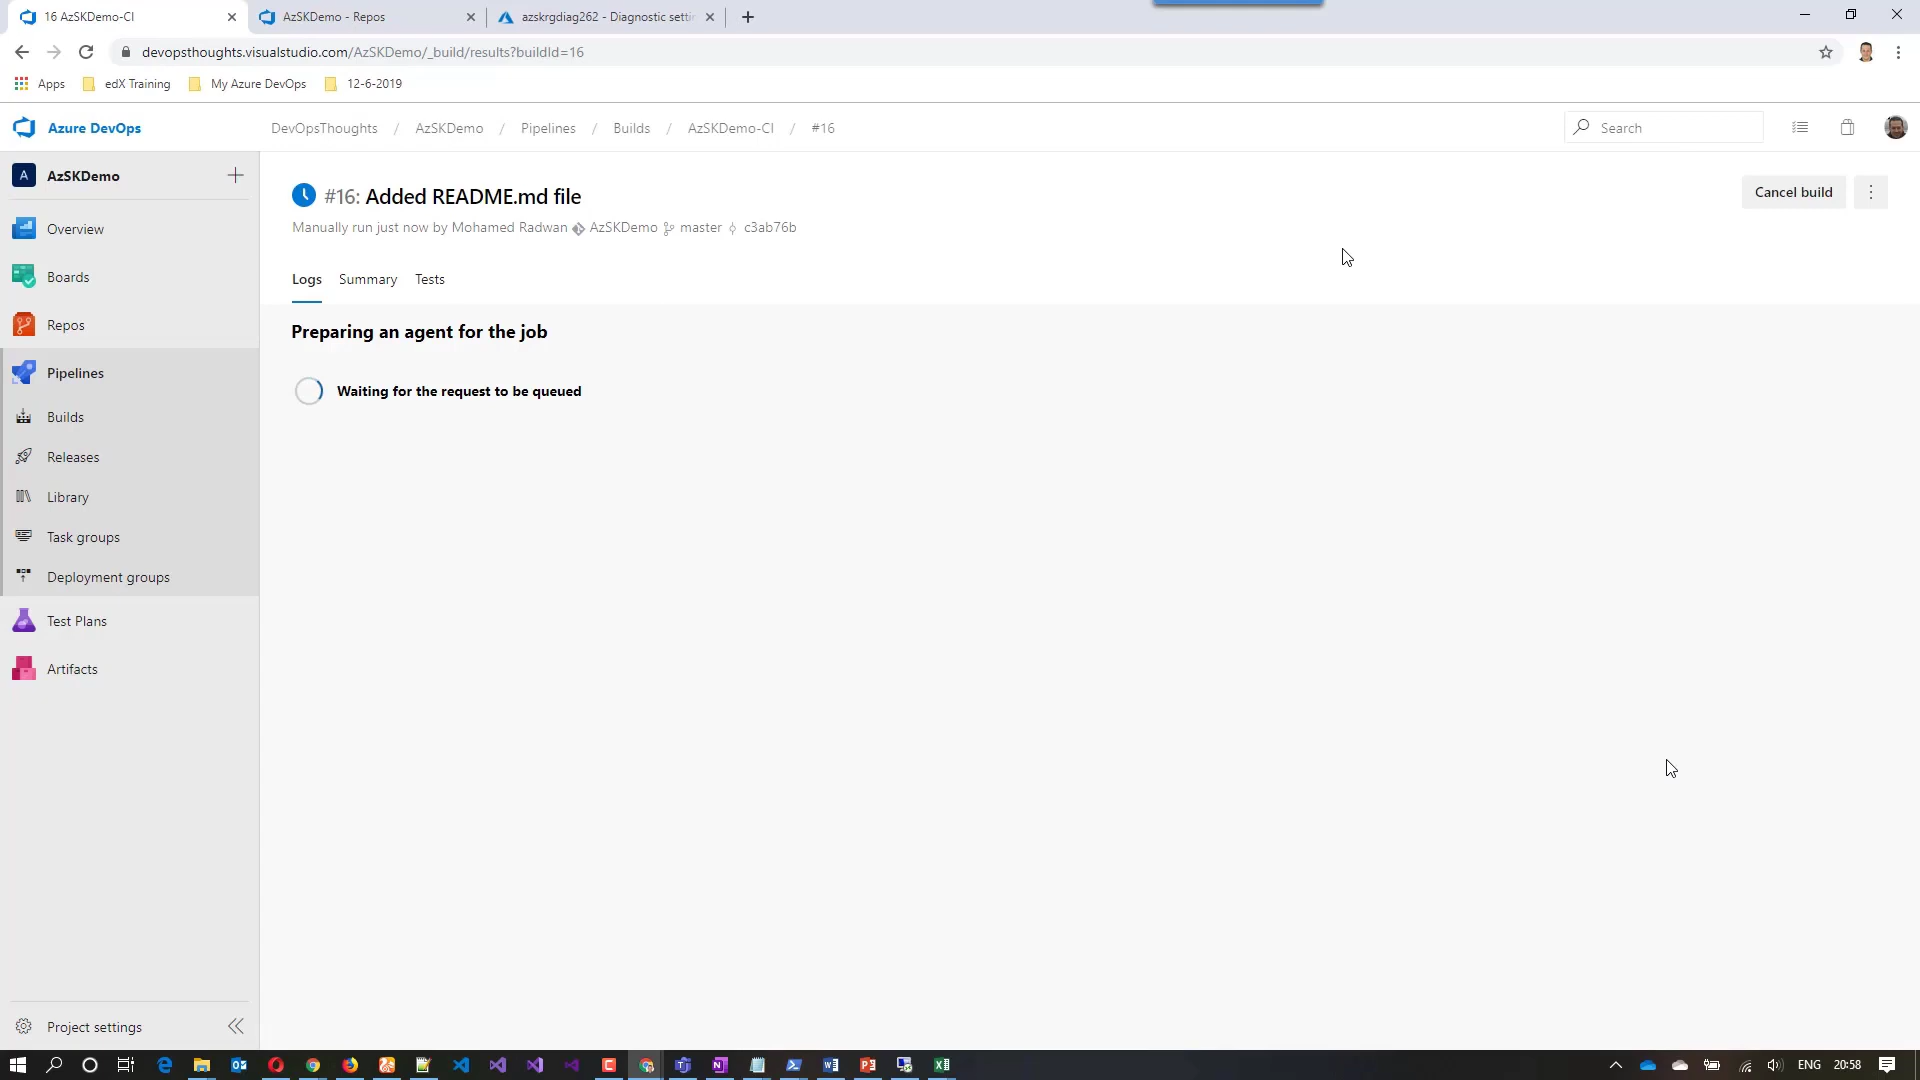 16 AzSKDemo-CI
AzSKDemo - Repos
azskrgdiag262 - Diagnostic setti
devopsthoughts.visualstudio.com/AzSKDemo/_build/results?buildId=16
Apps
edX Training
My Azure DevOps
12-6-2019
Azure DevOps
DevOpsThoughts / AzSKDemo / Pipelines / Builds / AzSKDemo-CI / #16
Search
A AzSKDemo
Overview
Boards
Repos
Pipelines
Builds
Releases
Library
Task groups
Deployment groups
Test Plans
Artifacts
Project settings
#16: Added README.md file
Manually run just now by Mohamed Radwan AzSKDemo master c3ab76b
Cancel build
Logs Summary Tests
Preparing an agent for the job
Waiting for the request to be queued
ENG 20:58